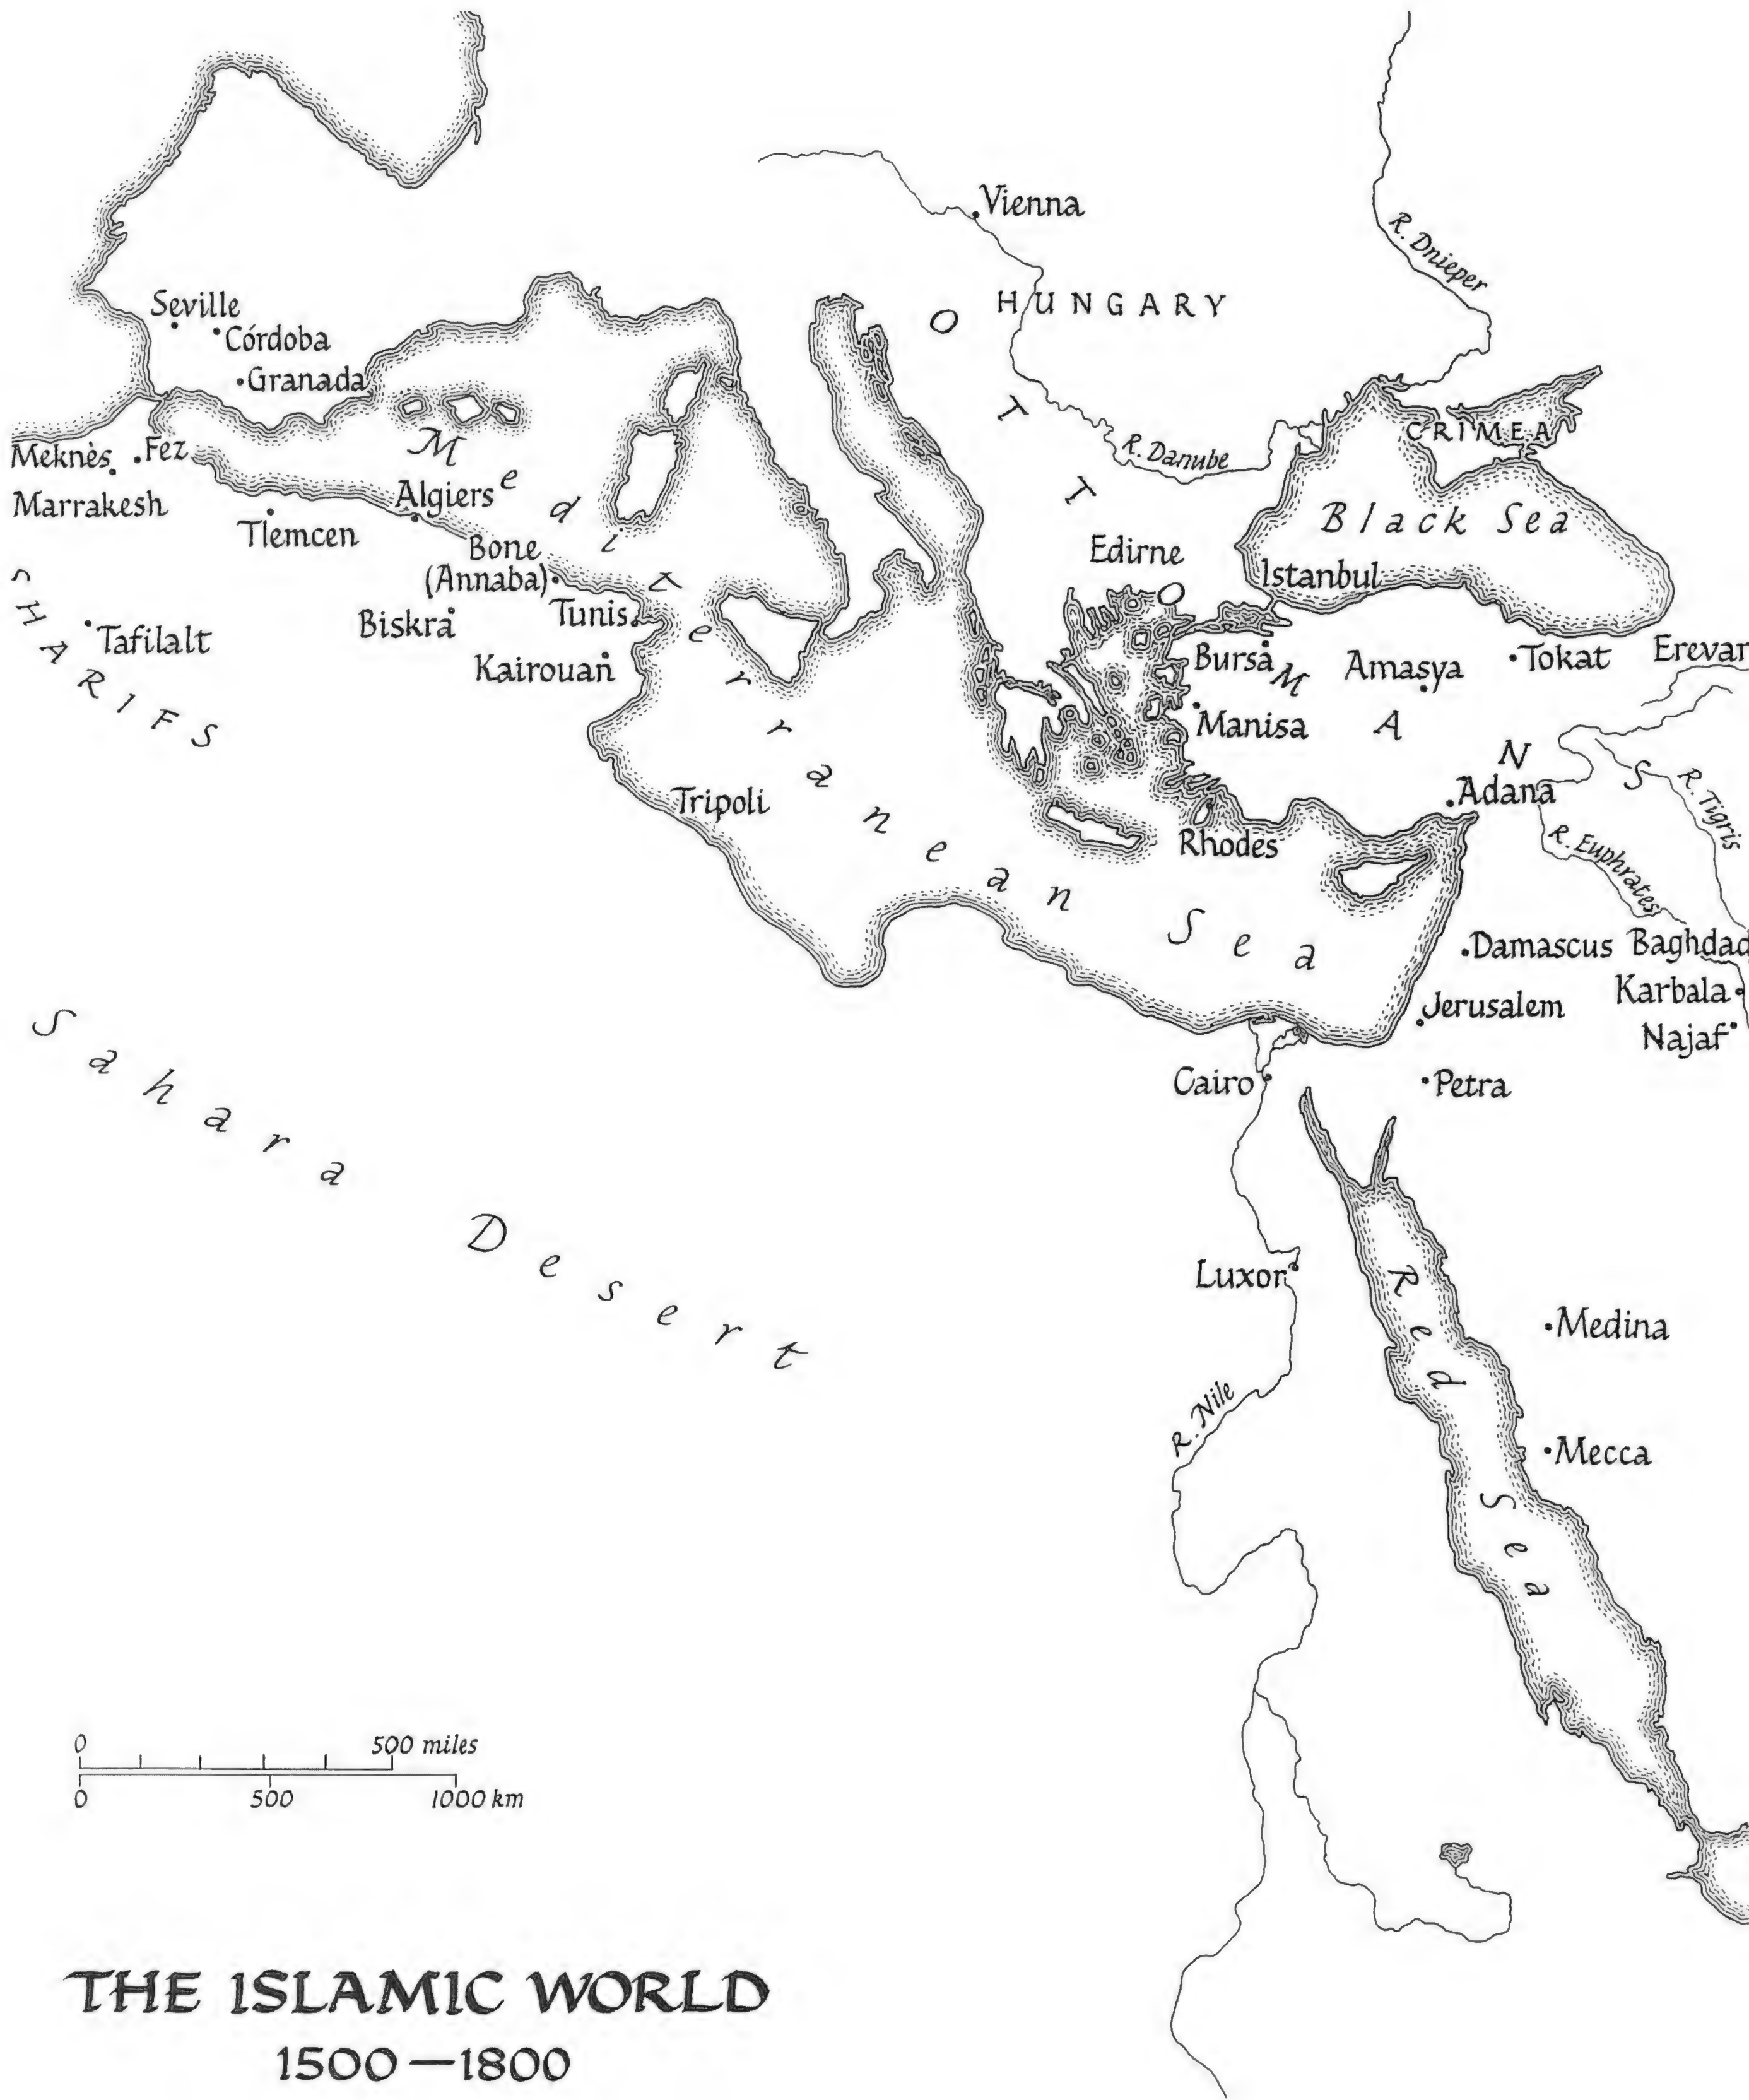 Vienna
R. Dnieper
HUNGARY
Seville
Córdoba
Granada
CRIMEA
Meknès
Fez
R. Danube
Marrakesh
Algiers
Tlemcen
Black Sea
Bone
(Annaba)
Edirne
Istanbul
Biskra
Tunis
Tafilalt
Kairouan
HARIFS
Bursa
Amasya
Tokat
Erevan
Manisa
OTTOMANS
Mediterranean Sea
Tripoli
Adana
R. Tigris
Rhodes
R. Euphrates
Damascus
Baghdad
Karbala
Jerusalem
Najaf
Sahara Desert
Cairo
Petra
Luxor
Red Sea
Medina
R. Nile
Mecca
0 500 miles
0 500 1000 km
THE ISLAMIC WORLD
1500—1800